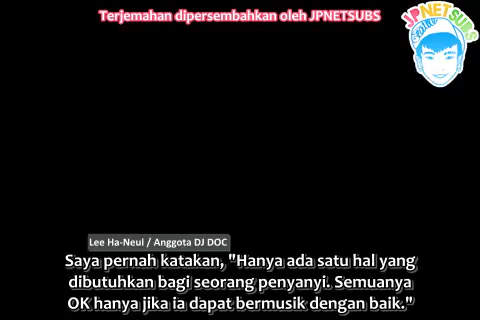 Terjemahan dipersembahkan oleh JPNETSUBS
JPNETSUBS
Lee Ha-Neul / Anggota DJ DOC
Saya pernah katakan, "Hanya ada satu hal yang
dibutuhkan bagi seorang penyanyi. Semuanya
OK hanya jika ia dapat bermusik dengan baik."